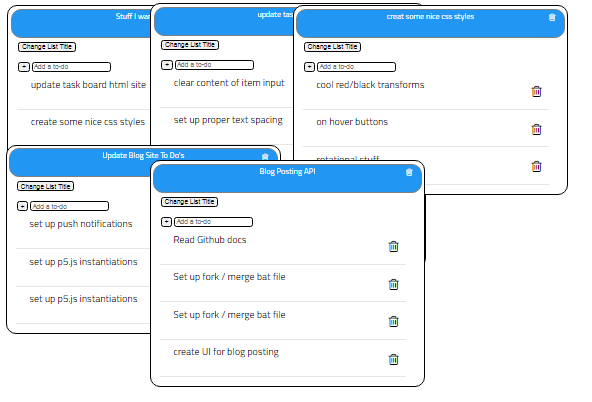 Stuff I
Change List Title
+ Add a to-do
update task board html site
create some nice css styles
update
Change List Title
+ Add a to-do
clear content of item input
set up proper text spacing
creat some nice css styles
Change List Title
+ Add a to-do
cool red/black transforms
on hover buttons
rotational stuff
Update Blog Site To Do's
Change List Title
+ Add a to-do
set up push notifications
set up p5.js instantiations
set up p5.js instantiations
Blog Posting API
Change List Title
+ Add a to-do
Read Github docs
Set up fork / merge bat file
Set up fork / merge bat file
create UI for blog posting